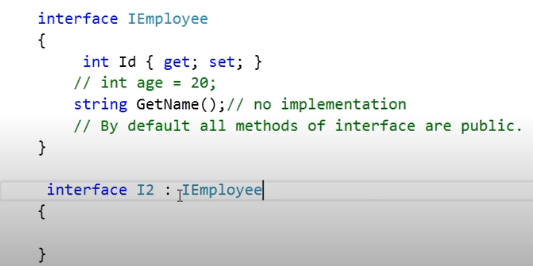 interface IEmployee
{
int Id { get; set; }
// int age = 20;
string GetName();// no implementation
// By default all methods of interface are public.
}
interface I2 : IEmployee
{
}